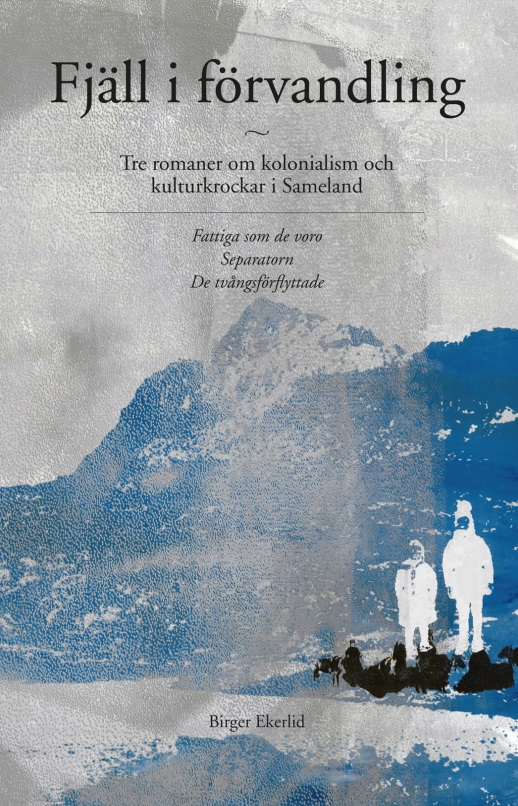 Fjäll i förvandling
~
Tre romaner om kolonialism och
kulturkrockar i Sameland
Fattiga som de voro
Separatorn
De tvångsförflyttade
Birger Ekerlid